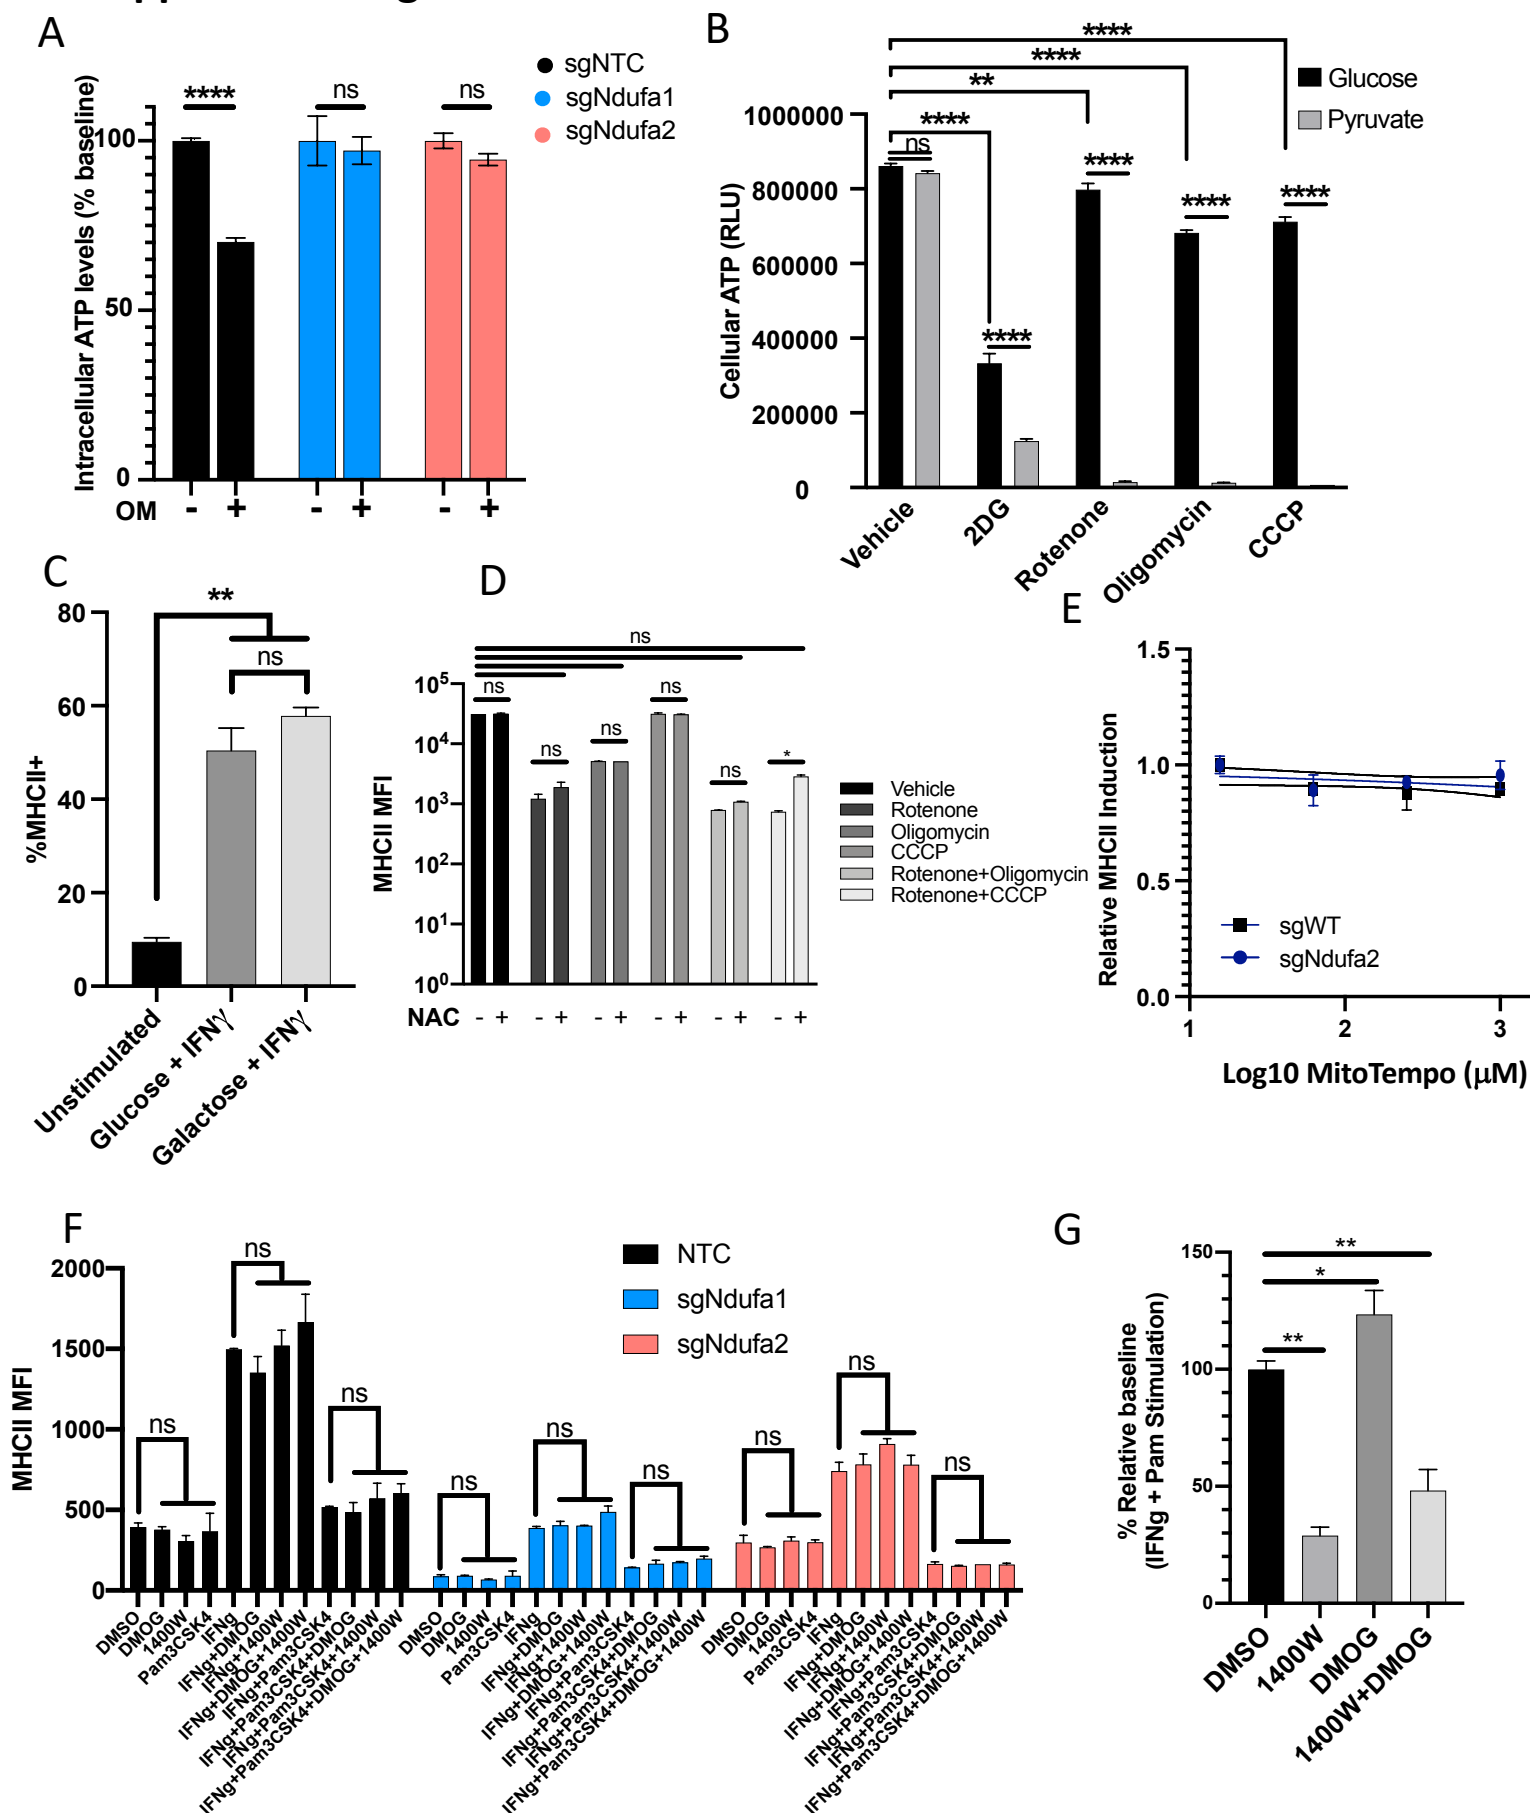 A
sgNTC
sgNdufa1
sgNdufa2
Intracellular ATP levels (% baseline)
100
50
0
****
ns
ns
OM
- + - + - +
B
Glucose
Pyruvate
Cellular ATP (RLU)
1000000
800000
600000
400000
200000
0
****
****
**
****
ns
****
****
****
****
Vehicle
2DG
Rotenone
Oligomycin
CCCP
C
%MHCII+
80
60
40
20
0
**
ns
Unstimulated
Glucose + IFNγ
Galactose + IFNγ
D
MHCII MFI
10⁵
10⁴
10³
10²
10¹
10⁰
ns
ns
ns
ns
ns
ns
*
NAC - + - + - + - + - + - +
Vehicle
Rotenone
Oligomycin
CCCP
Rotenone+Oligomycin
Rotenone+CCCP
E
Relative MHCII Induction
1.5
1.0
0.5
0.0
sgWT
sgNdufa2
1 2 3
Log10 MitoTempo (μM)
F
NTC
sgNdufa1
sgNdufa2
MHCII MFI
2000
1500
1000
500
0
ns
ns
ns
ns
ns
ns
ns
ns
ns
DMSO
DMOG
1400W
Pam3CSK4
IFNg
IFNg+DMOG
IFNg+1400W
IFNg+DMOG+1400W
IFNg+Pam3CSK4
IFNg+Pam3CSK4+DMOG
IFNg+Pam3CSK4+1400W
IFNg+Pam3CSK4+DMOG+1400W
DMSO
DMOG
1400W
Pam3CSK4
IFNg
IFNg+DMOG
IFNg+1400W
IFNg+DMOG+1400W
IFNg+Pam3CSK4
IFNg+Pam3CSK4+DMOG
IFNg+Pam3CSK4+1400W
IFNg+Pam3CSK4+DMOG+1400W
DMSO
DMOG
1400W
Pam3CSK4
IFNg
IFNg+DMOG
IFNg+1400W
IFNg+DMOG+1400W
IFNg+Pam3CSK4
IFNg+Pam3CSK4+DMOG
IFNg+Pam3CSK4+1400W
IFNg+Pam3CSK4+DMOG+1400W
G
% Relative baseline
(IFNg + Pam Stimulation)
150
100
50
0
**
*
**
DMSO
1400W
DMOG
1400W+DMOG